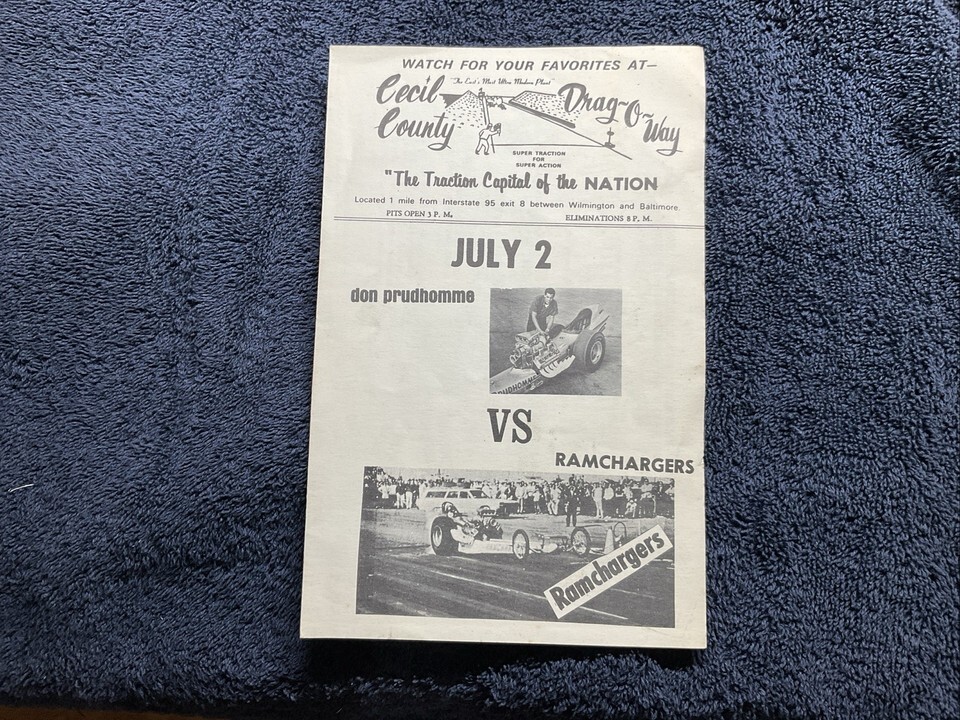 WATCH FOR YOUR FAVORITES AT—
"The East's Most Ultra Modern Plant"
Cecil County Drag-O-Way
SUPER TRACTION
FOR
SUPER ACTION
"The Traction Capital of the NATION
Located 1 mile from Interstate 95 exit 8 between Wilmington and Baltimore.
PITS OPEN 3 P. M. ELIMINATIONS 8 P. M.
JULY 2
don prudhomme
PRUDHOMME
VS
RAMCHARGERS
Ramchargers